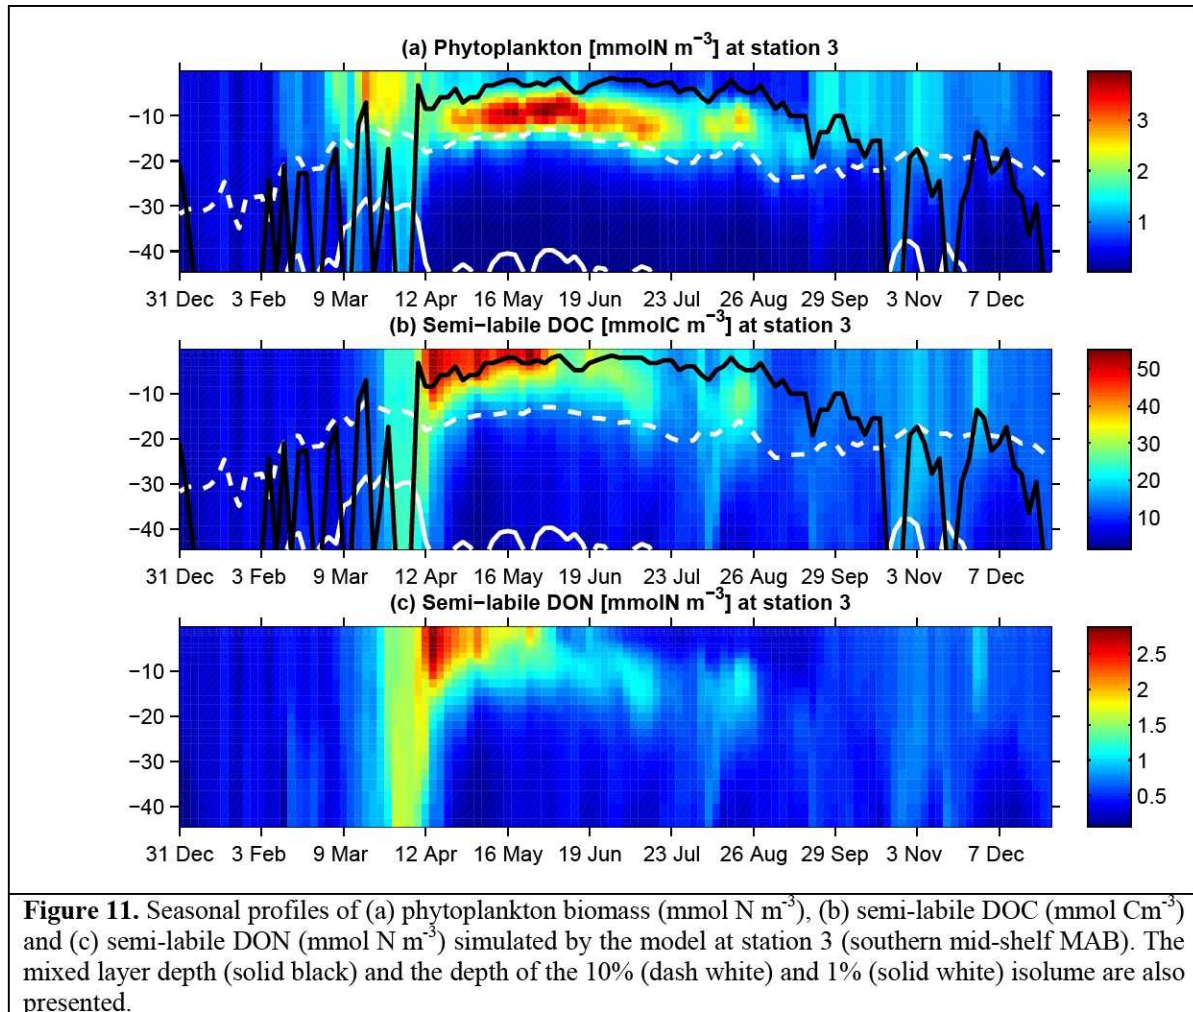 (a) Phytoplankton [mmolN m⁻³] at station 3
−10
−20
−30
−40
3
2
1
31 Dec 3 Feb 9 Mar 12 Apr 16 May 19 Jun 23 Jul 26 Aug 29 Sep 3 Nov 7 Dec
(b) Semi−labile DOC [mmolC m⁻³] at station 3
−10
−20
−30
−40
50
40
30
20
10
31 Dec 3 Feb 9 Mar 12 Apr 16 May 19 Jun 23 Jul 26 Aug 29 Sep 3 Nov 7 Dec
(c) Semi−labile DON [mmolN m⁻³] at station 3
−10
−20
−30
−40
2.5
2
1.5
1
0.5
31 Dec 3 Feb 9 Mar 12 Apr 16 May 19 Jun 23 Jul 26 Aug 29 Sep 3 Nov 7 Dec
Figure 11. Seasonal profiles of (a) phytoplankton biomass (mmol N m⁻³), (b) semi-labile DOC (mmol Cm⁻³)
and (c) semi-labile DON (mmol N m⁻³) simulated by the model at station 3 (southern mid-shelf MAB). The
mixed layer depth (solid black) and the depth of the 10% (dash white) and 1% (solid white) isolume are also
presented.